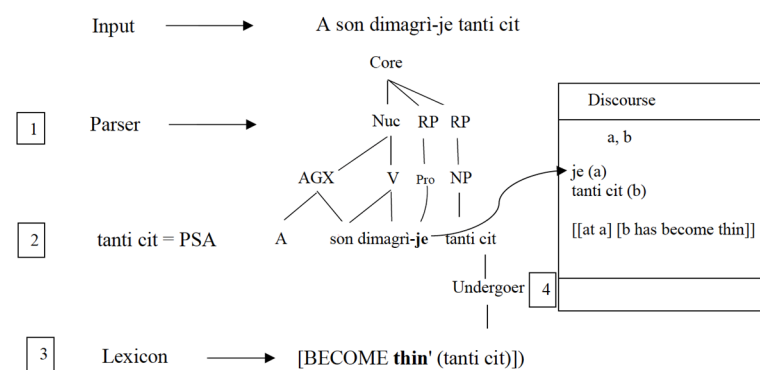 Input A son dimagrì-je tanti cit
Core
1 Parser Nuc RP RP
Discourse
a, b
AGX V Pro NP
je (a)
tanti cit (b)
2 tanti cit = PSA A son dimagrì-je tanti cit
[[at a] [b has become thin]]
Undergoer 4
3 Lexicon [BECOME thin' (tanti cit)])